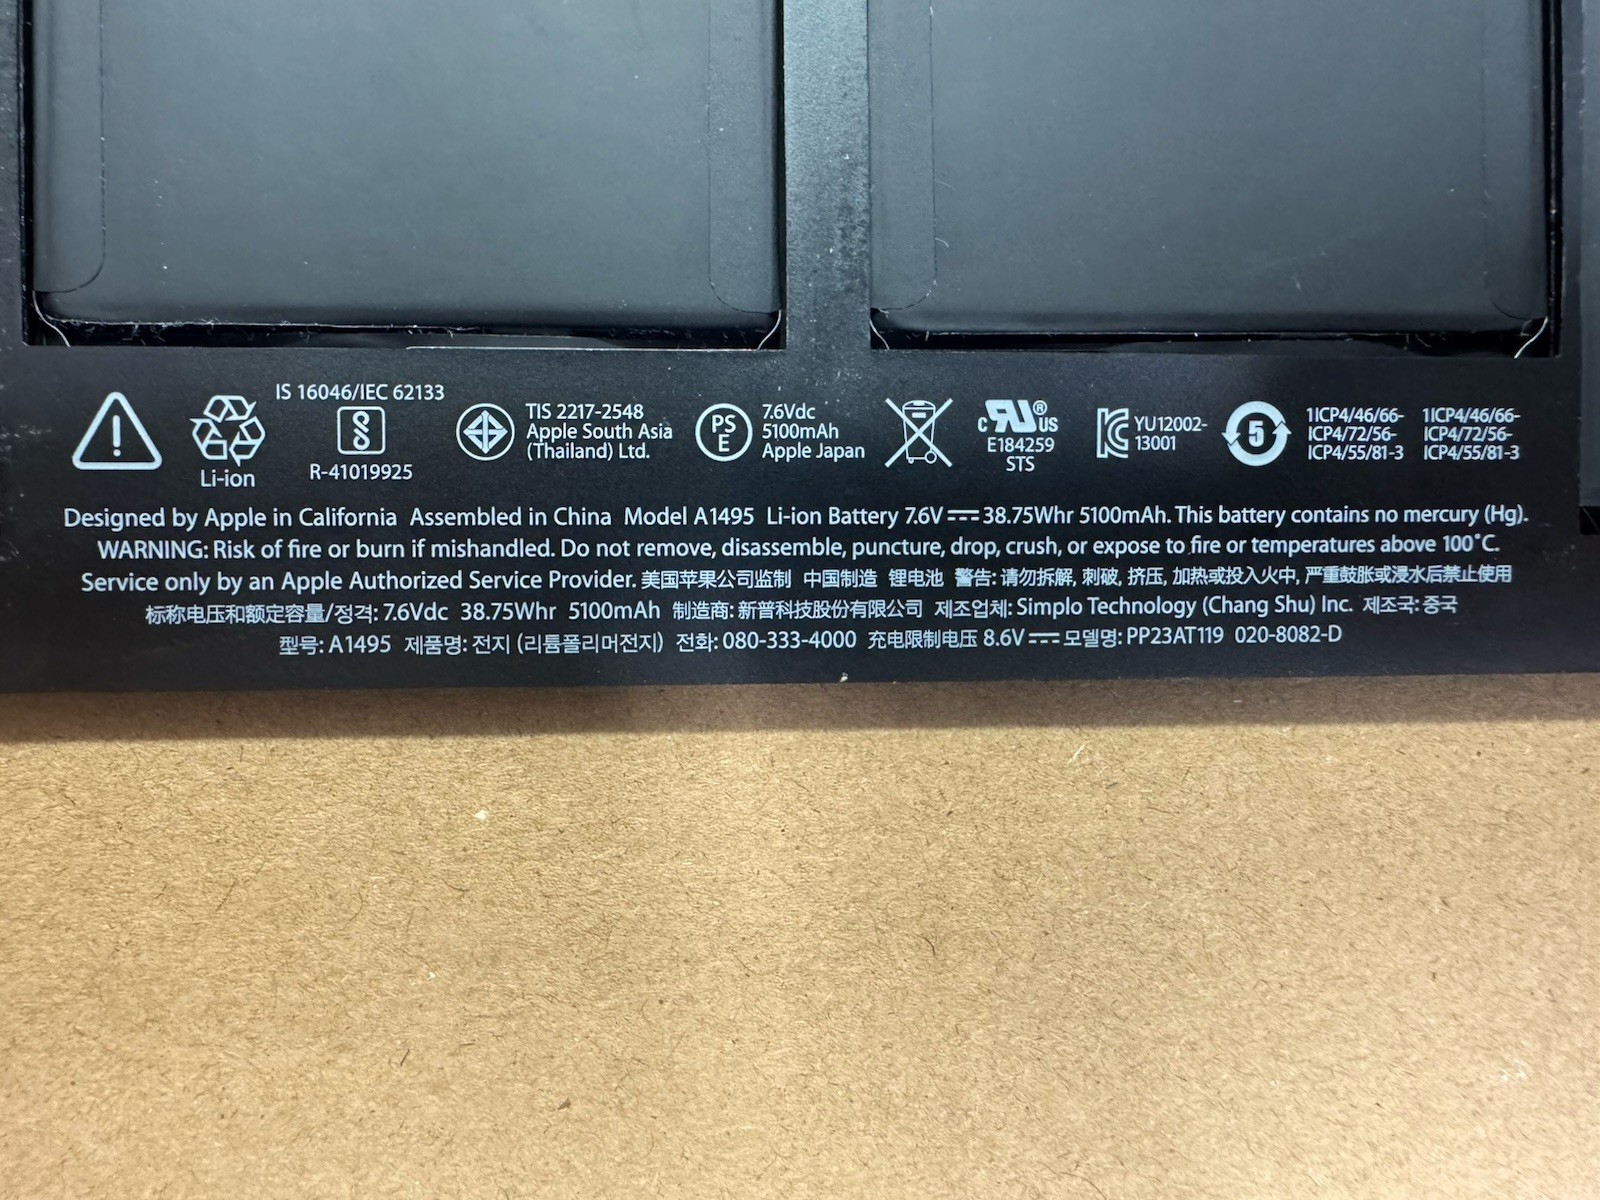 IS 16046/IEC 62133
R-41019925
Li-ion
TIS 2217-2548
Apple South Asia
(Thailand) Ltd.
PS
E
7.6Vdc
5100mAh
Apple Japan
c RU® US
E184259
STS
YU12002-
13001
5
1ICP4/46/66-
ICP4/72/56-
ICP4/55/81-3
1ICP4/46/66-
ICP4/72/56-
ICP4/55/81-3
Designed by Apple in California Assembled in China Model A1495 Li-ion Battery 7.6V⎓38.75Whr 5100mAh. This battery contains no mercury (Hg).
WARNING: Risk of fire or burn if mishandled. Do not remove, disassemble, puncture, drop, crush, or expose to fire or temperatures above 100˚C.
Service only by an Apple Authorized Service Provider. 美国苹果公司监制 中国制造 锂电池 警告: 请勿拆解, 刺破, 挤压, 加热或投入火中, 严重鼓胀或浸水后禁止使用
标称电压和额定容量/정격: 7.6Vdc 38.75Whr 5100mAh 制造商: 新普科技股份有限公司 제조업체: Simplo Technology (Chang Shu) Inc. 제조국: 중국
型号: A1495 제품명: 전지 (리튬폴리머전지) 전화: 080-333-4000 充电限制电压 8.6V⎓모델명: PP23AT119 020-8082-D